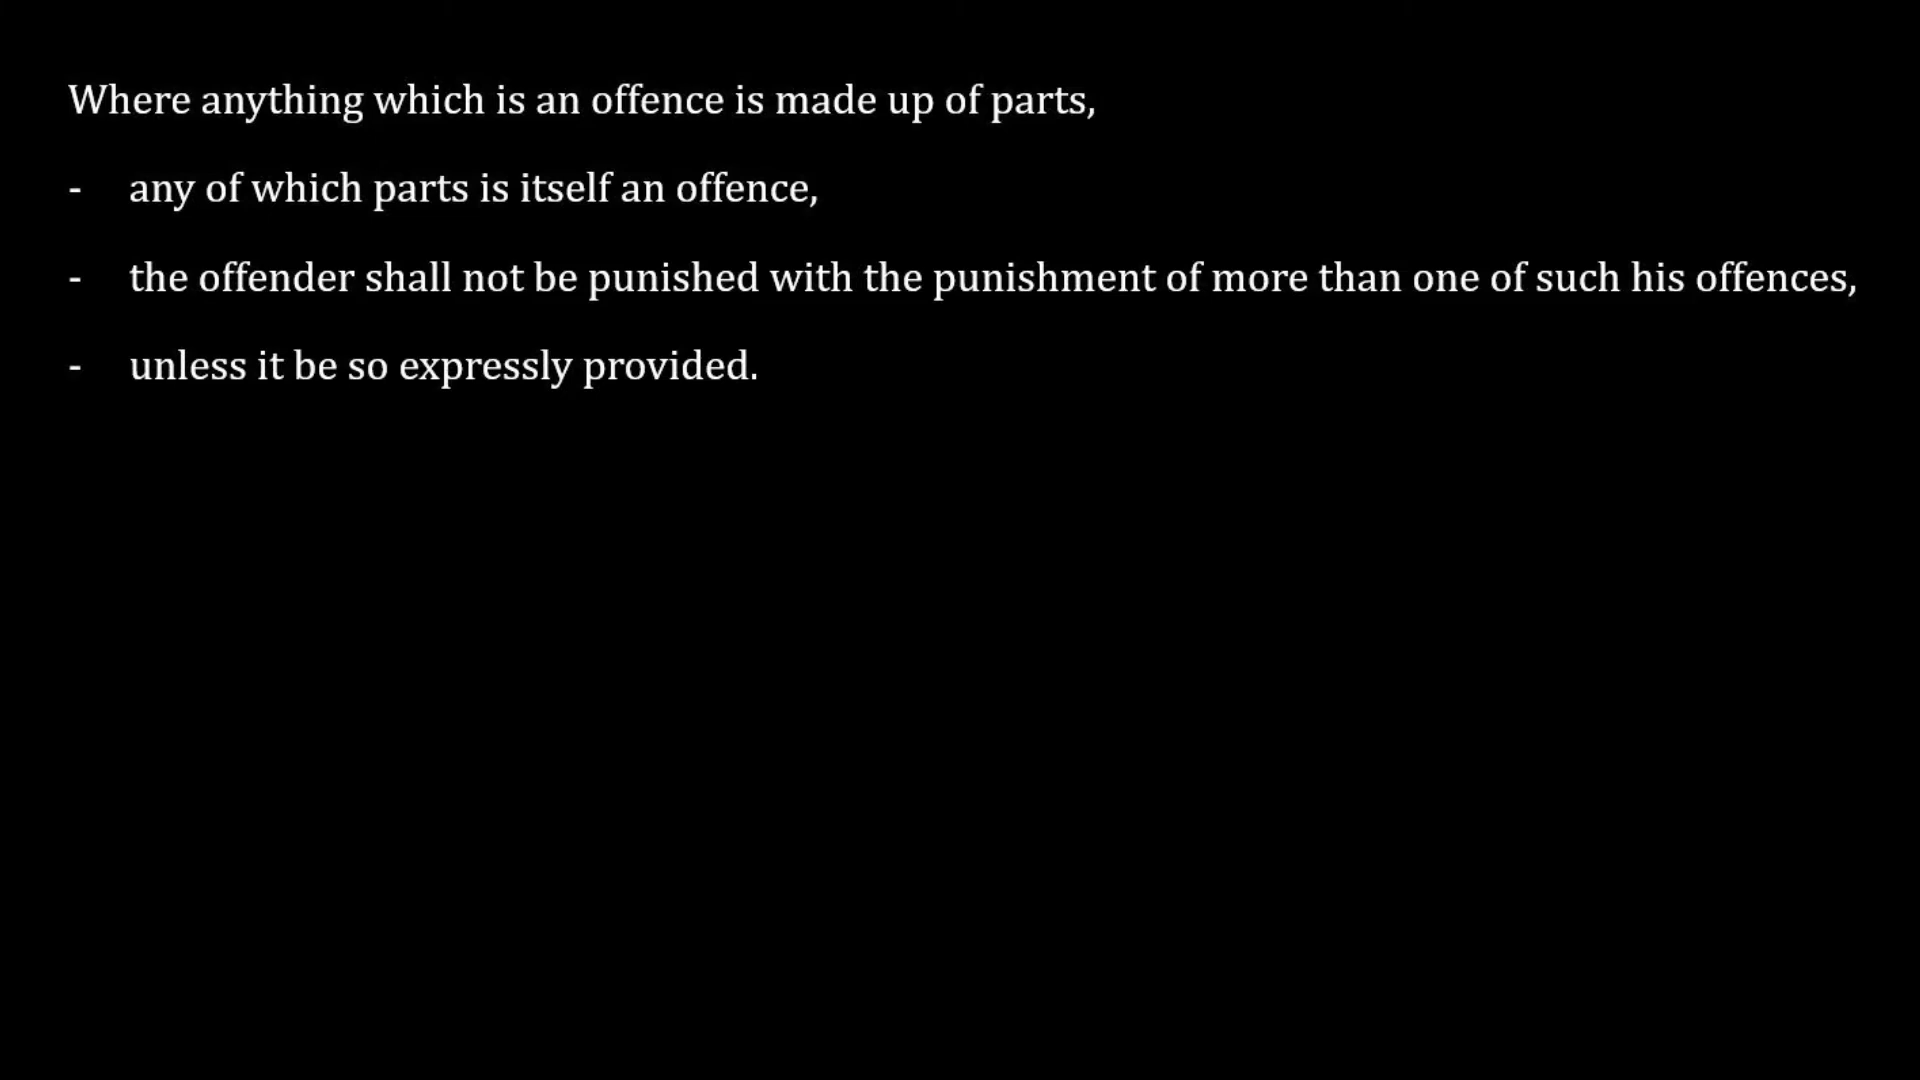 Where anything which is an offence is made up of parts,
- any of which parts is itself an offence,
- the offender shall not be punished with the punishment of more than one of such his offences,
- unless it be so expressly provided.